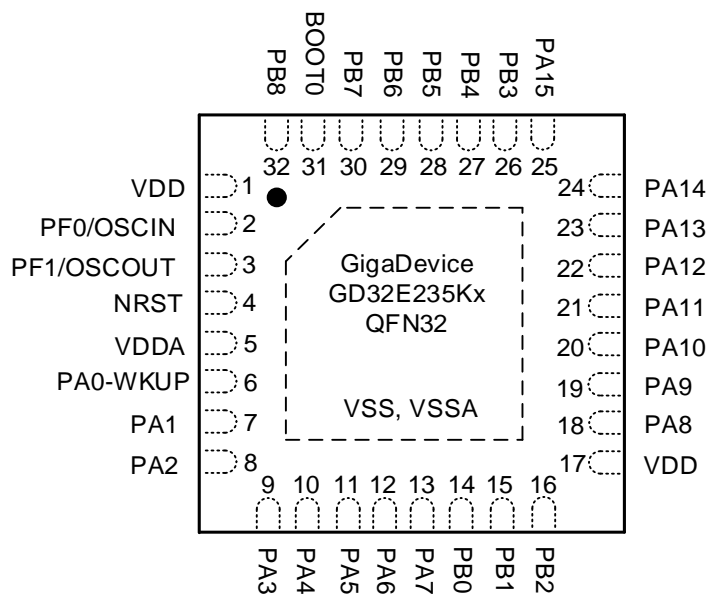 PB8
BOOT0
PB7
PB6
PB5
PB4
PB3
PA15
32
31
30
29
28
27
26
25
VDD
1
PF0/OSCIN
2
PF1/OSCOUT
3
NRST
4
VDDA
5
PA0-WKUP
6
PA1
7
PA2
8
GigaDevice
GD32E235Kx
QFN32
VSS, VSSA
24
PA14
23
PA13
22
PA12
21
PA11
20
PA10
19
PA9
18
PA8
17
VDD
9
10
11
12
13
14
15
16
PA3
PA4
PA5
PA6
PA7
PB0
PB1
PB2